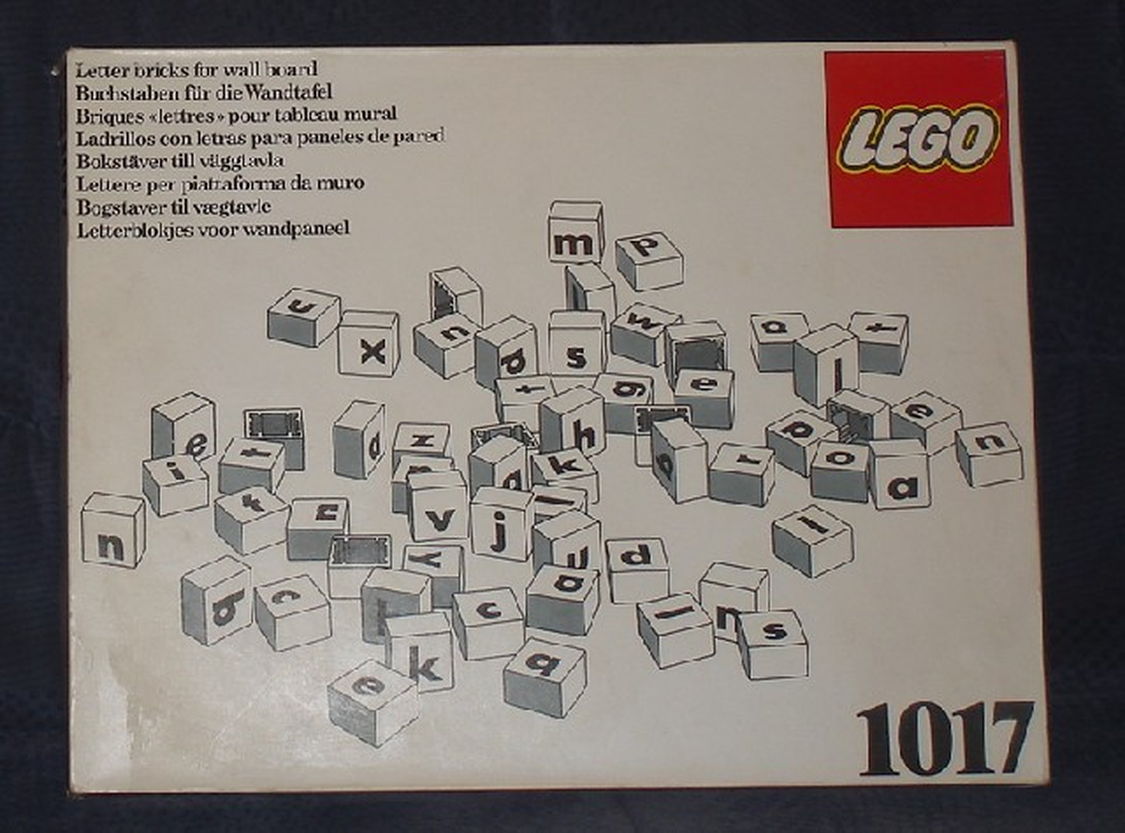 Letter bricks for wall board
Buchstaben für die Wandtafel
Briques «lettres» pour tableau mural
Ladrillos con letras para paneles de pared
Bokstäver till väggtavla
Lettere per piattaforma da muro
Bogstaver til vægtavle
Letterblokjes voor wandpaneel
LEGO
m p
u x n d s w a t l
t g e
e h p e n
i t d z k t o a
n f n v j l
y u d l
b c a n s
c l
k q
e
1017